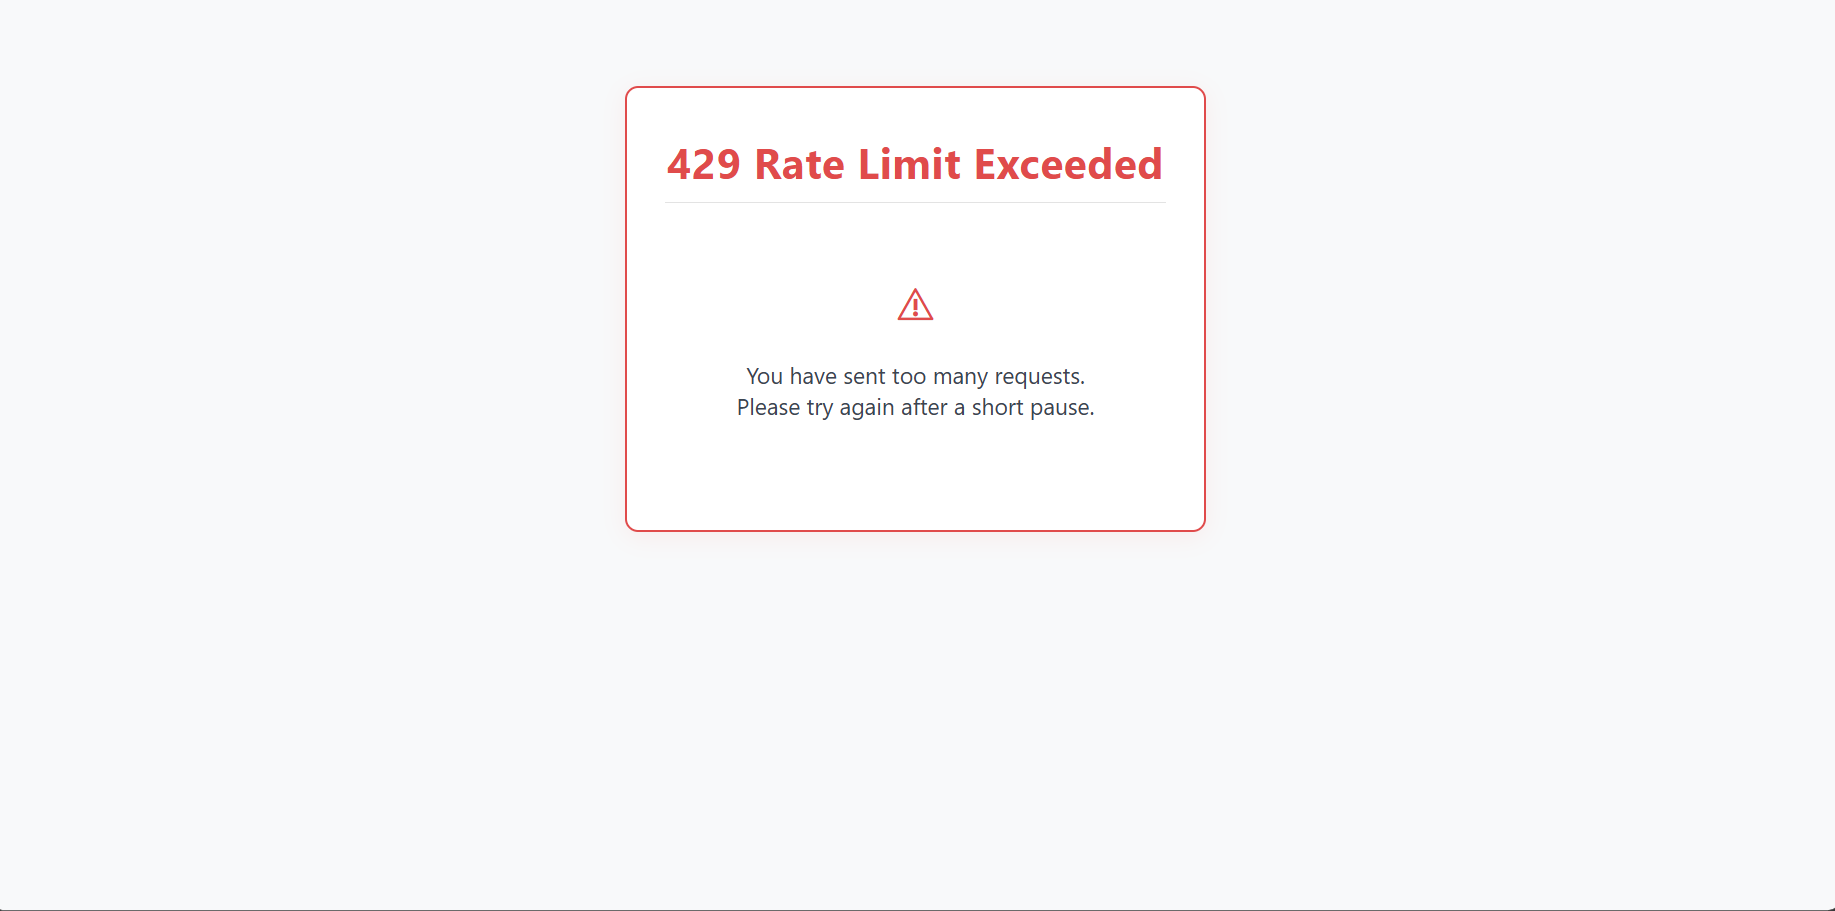 429 Rate Limit Exceeded
You have sent too many requests.
Please try again after a short pause.